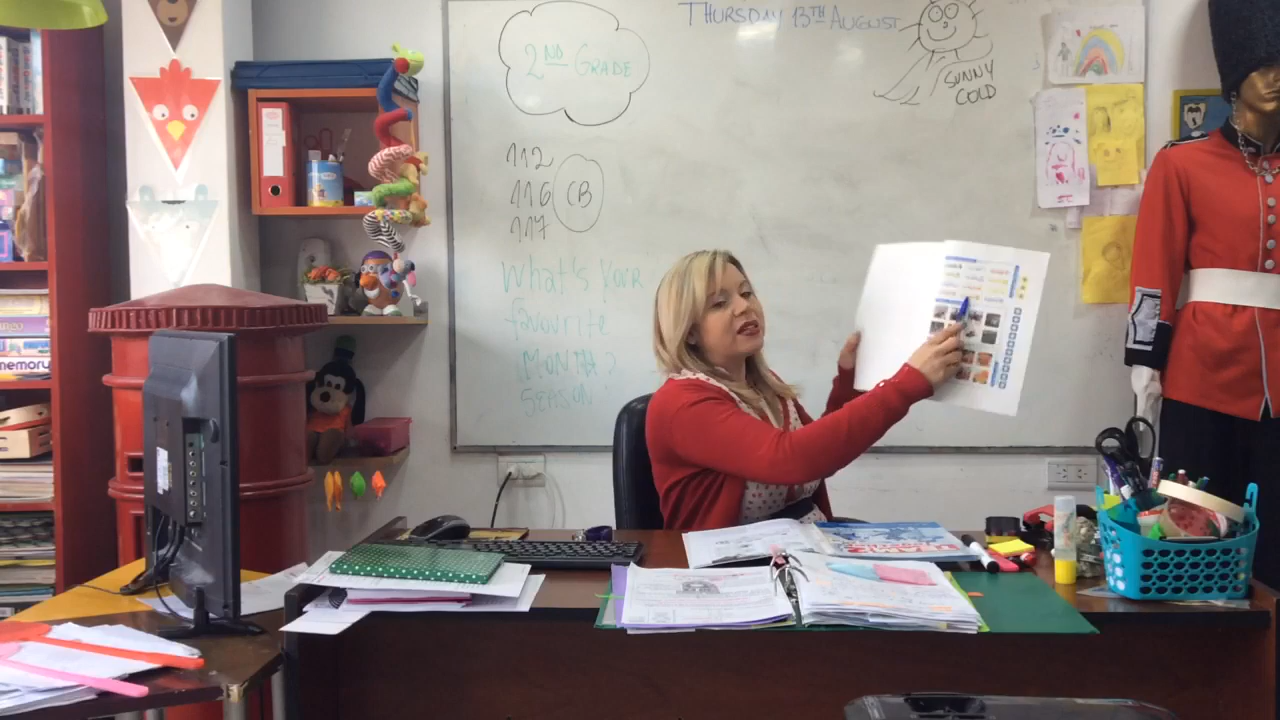 THURSDAY 13TH AUGUST
2ND GRADE
SUNNY
COLD
112
116 CB
117
What's your
favourite
MONTH?
SEASON
memory